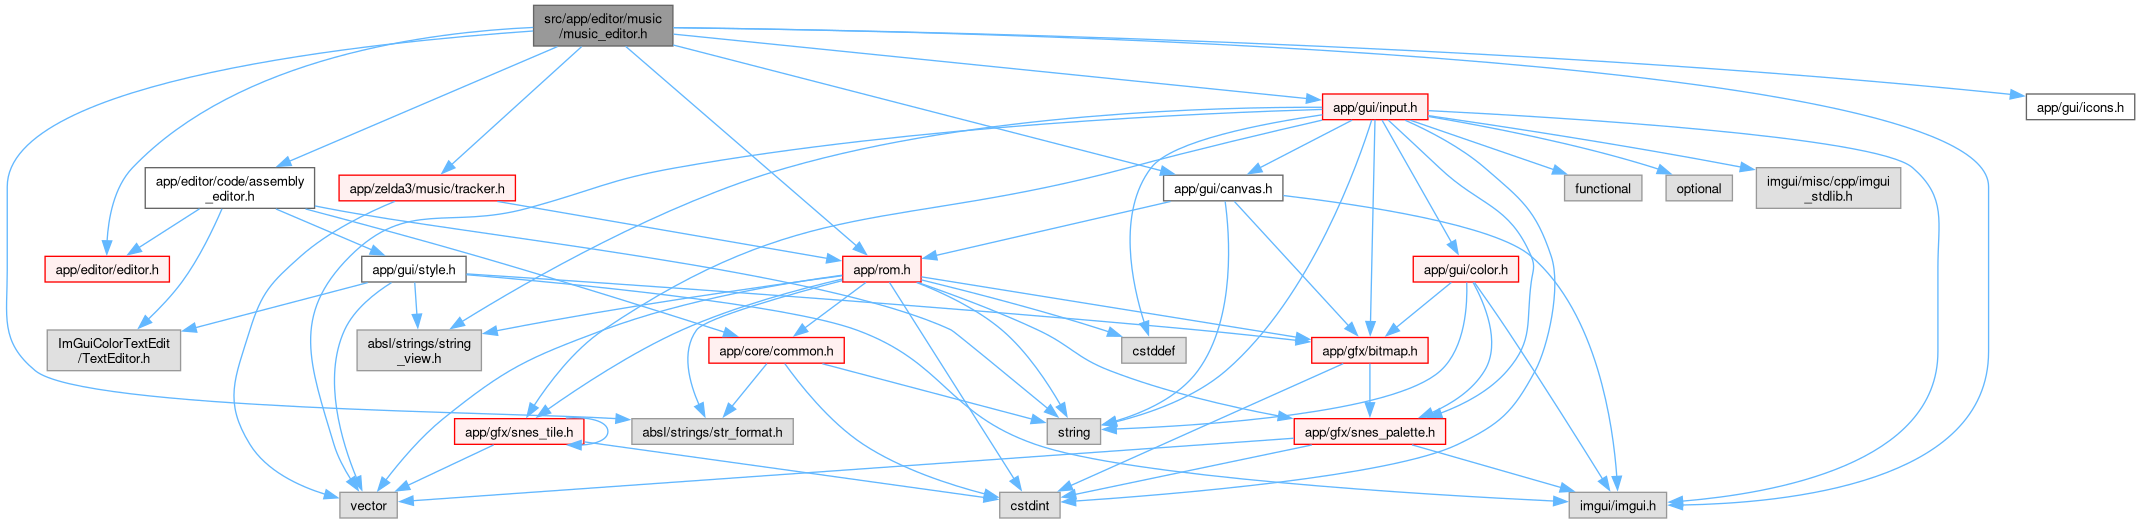 src/app/editor/music
/music_editor.h
app/gui/input.h
app/gui/icons.h
app/editor/code/assembly
_editor.h
app/zelda3/music/tracker.h
app/gui/canvas.h
functional
optional
imgui/misc/cpp/imgui
_stdlib.h
app/editor/editor.h
app/gui/style.h
app/rom.h
app/gui/color.h
ImGuiColorTextEdit
/TextEditor.h
absl/strings/string
_view.h
app/core/common.h
cstddef
app/gfx/bitmap.h
app/gfx/snes_tile.h
absl/strings/str_format.h
string
app/gfx/snes_palette.h
vector
cstdint
imgui/imgui.h